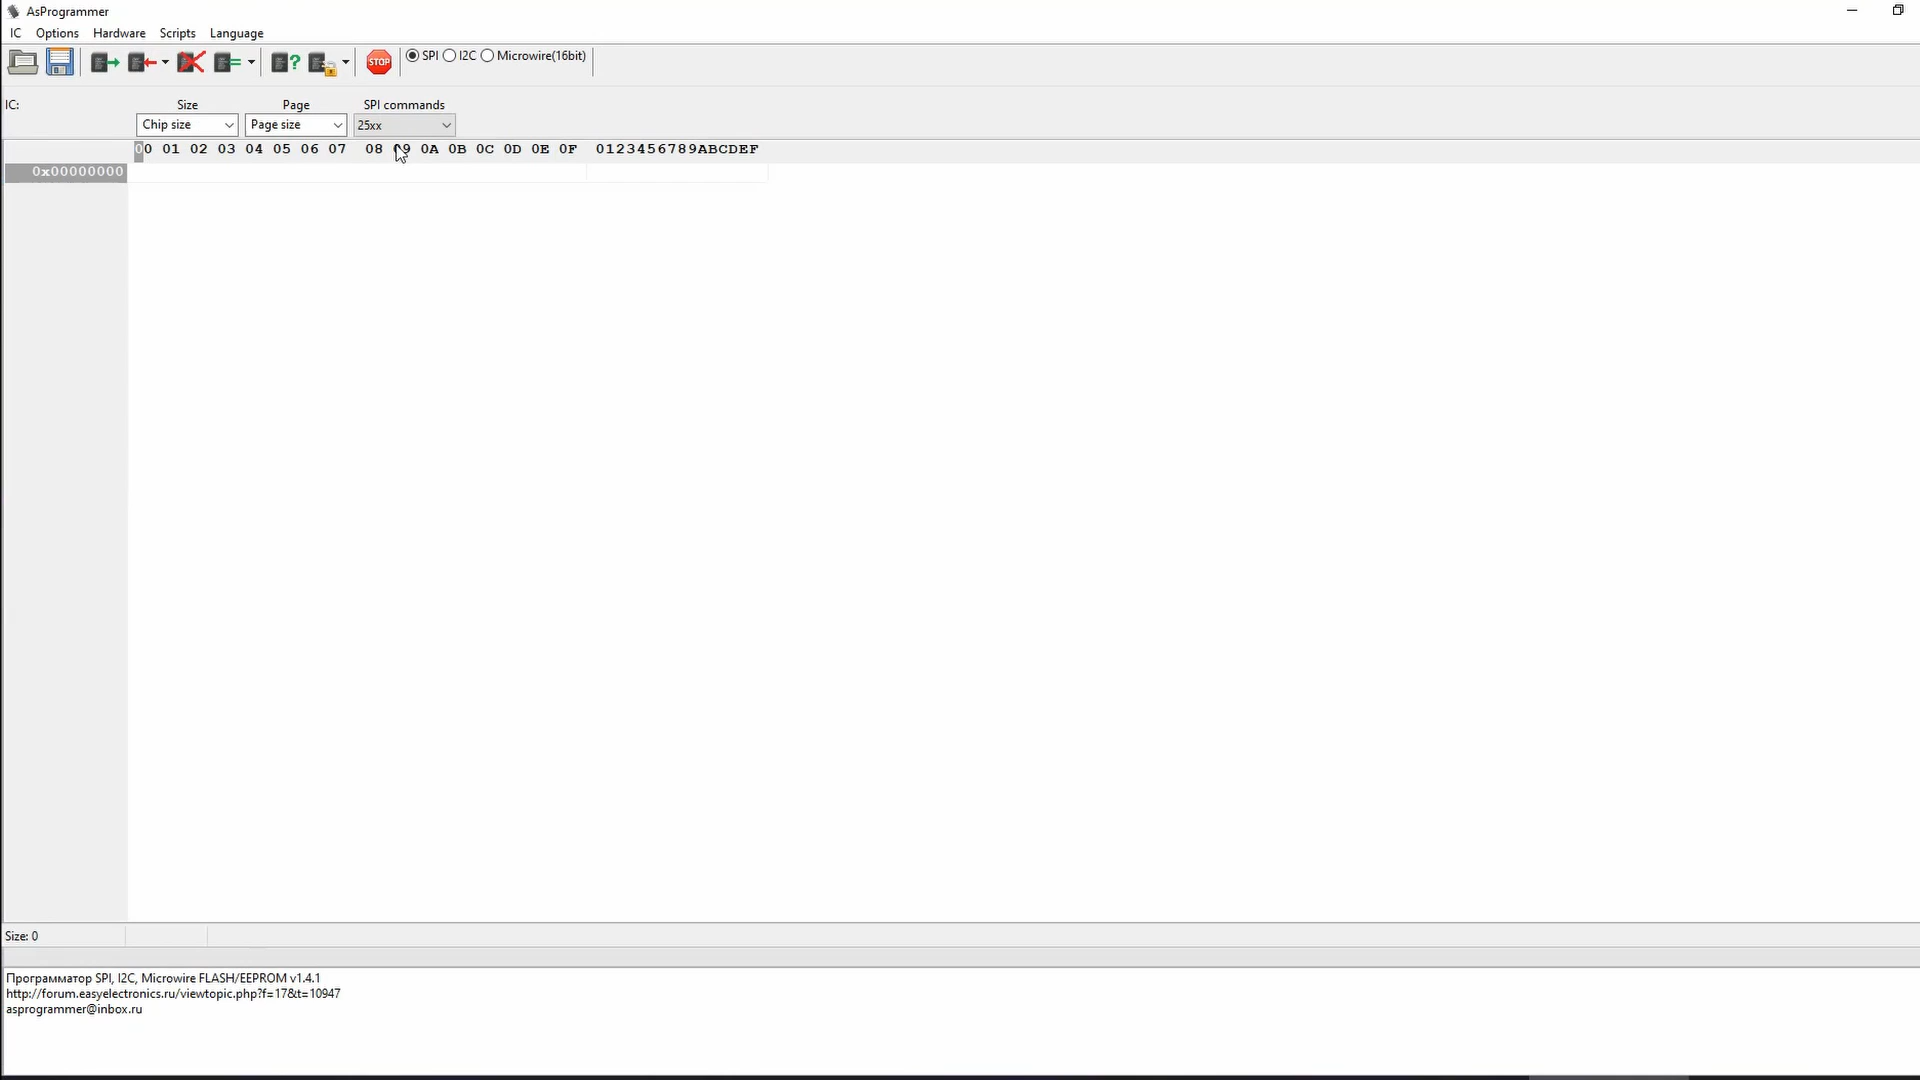 AsProgrammer
IC Options Hardware Scripts Language
STOP SPI I2C Microwire(16bit)
IC: Size Page SPI commands
Chip size Page size 25xx
00 01 02 03 04 05 06 07 08 09 0A 0B 0C 0D 0E 0F 0123456789ABCDEF
0x00000000
Size: 0
Программатор SPI, I2C, Microwire FLASH/EEPROM v1.4.1
http://forum.easyelectronics.ru/viewtopic.php?f=17&t=10947
asprogrammer@inbox.ru